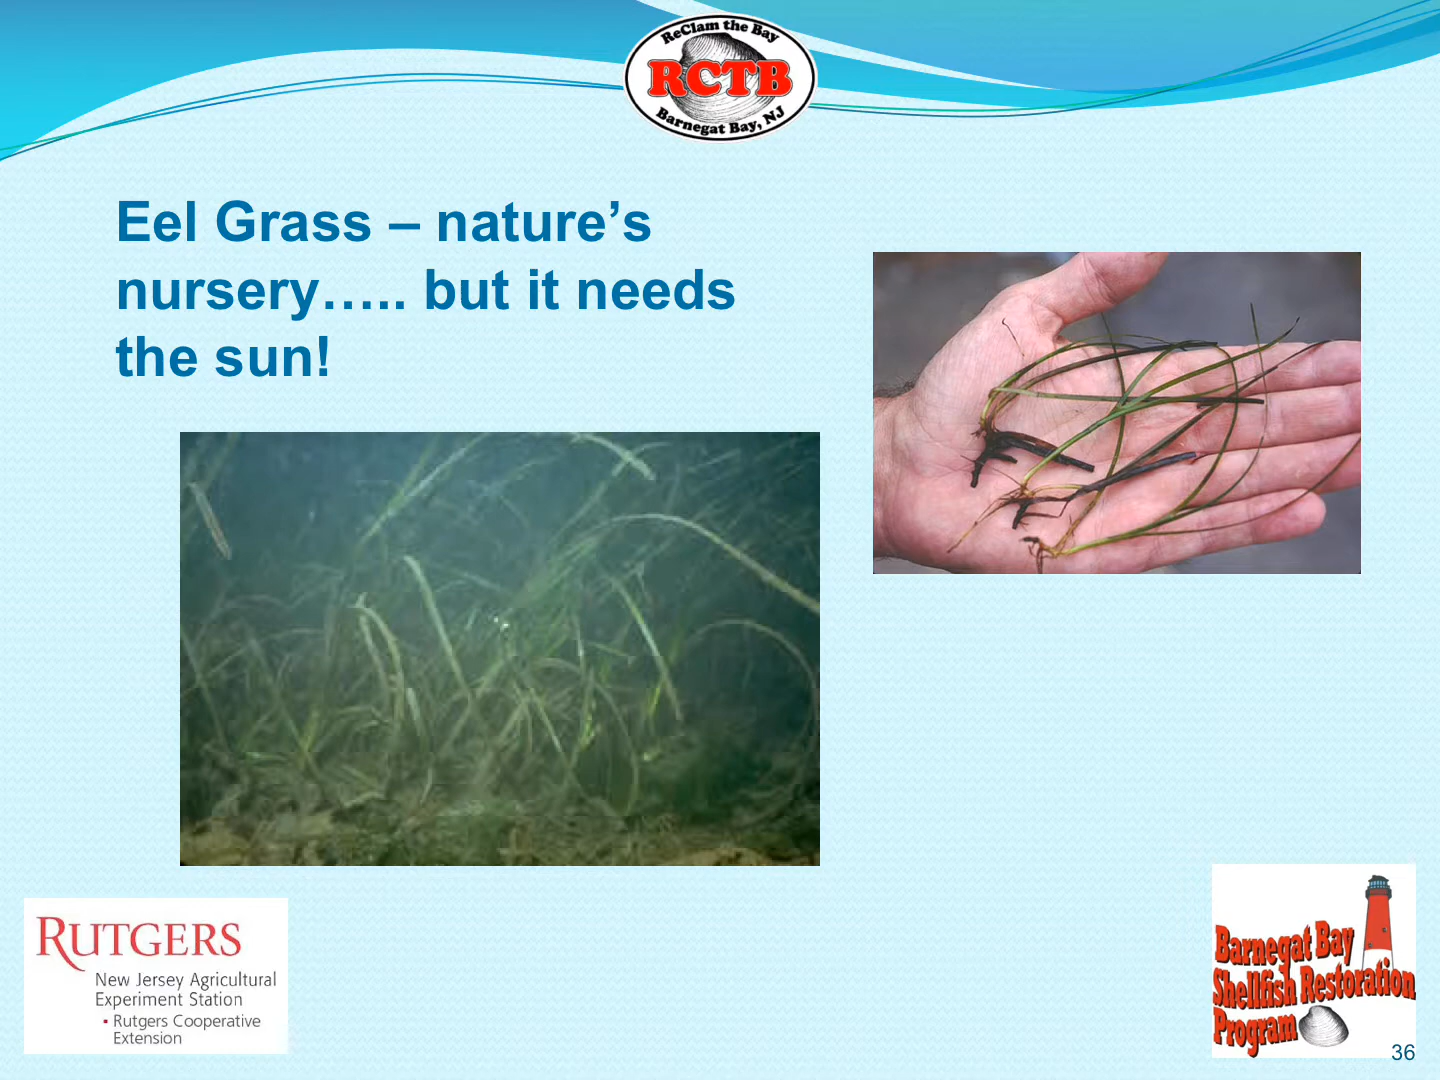 ReClam the Bay
RCTB
Barnegat Bay, NJ
Eel Grass – nature’s
nursery….. but it needs
the sun!
RUTGERS
New Jersey Agricultural
Experiment Station
▪ Rutgers Cooperative
Extension
Barnegat Bay
Shellfish Restoration
Program
36